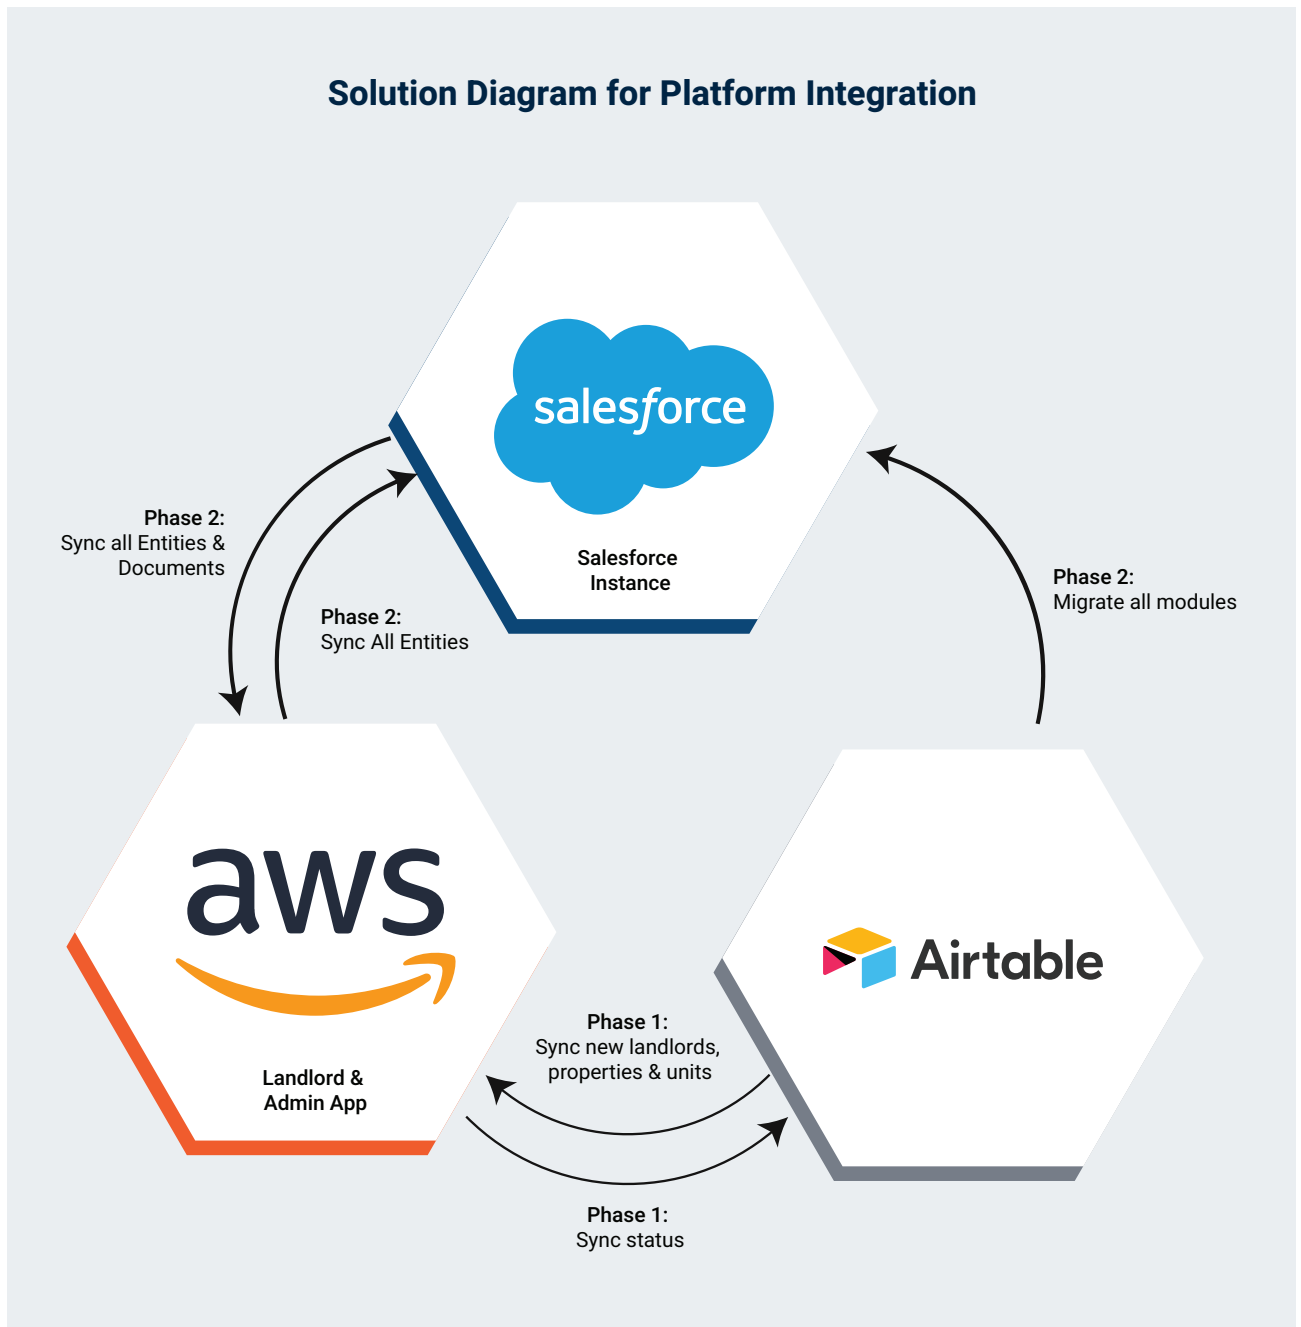 Solution Diagram for Platform Integration
salesforce
Salesforce
Instance
Phase 2:
Sync all Entities &
Documents
Phase 2:
Sync All Entities
Phase 2:
Migrate all modules
aws
Landlord &
Admin App
Airtable
Phase 1:
Sync new landlords,
properties & units
Phase 1:
Sync status